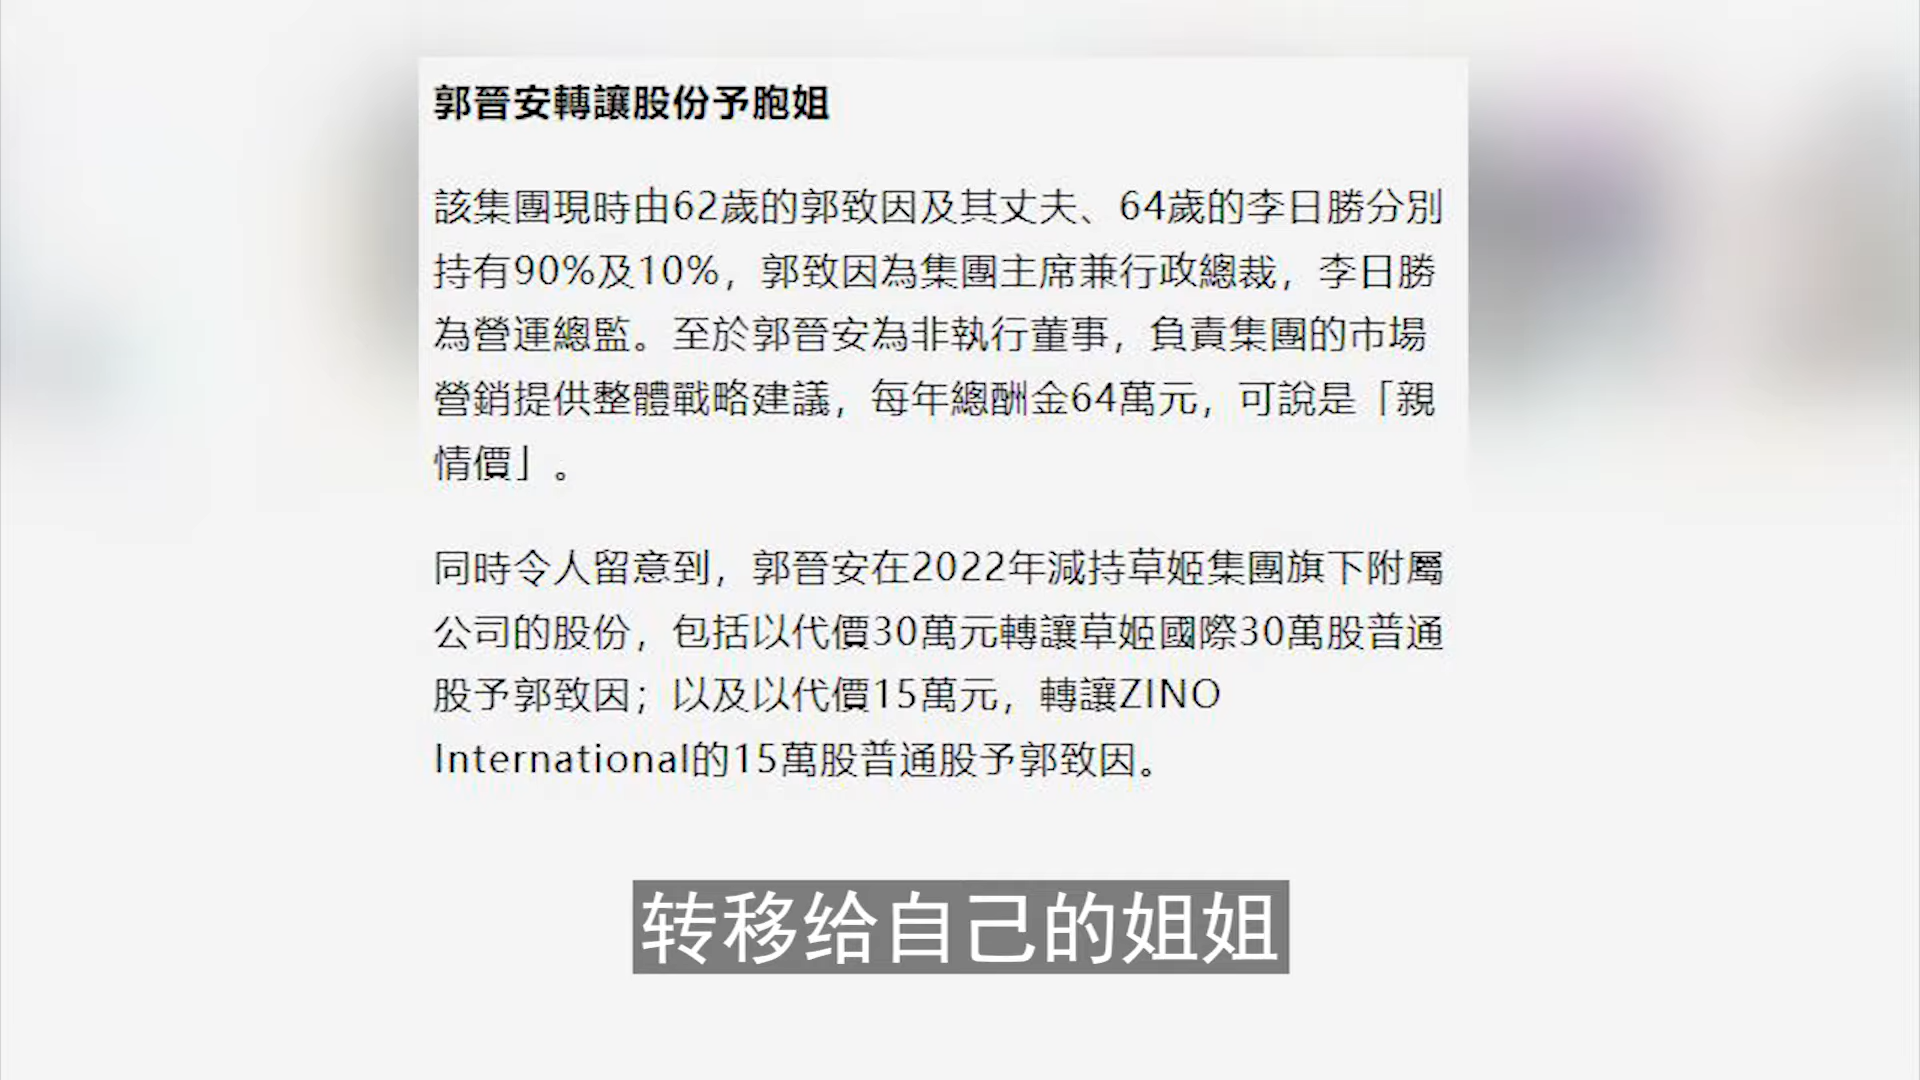 郭晉安轉讓股份予胞姐
該集團現時由62歲的郭致因及其丈夫、64歲的李日勝分別
持有90%及10%，郭致因為集團主席兼行政總裁，李日勝
為營運總監。至於郭晉安為非執行董事，負責集團的市場
營銷提供整體戰略建議，每年總酬金64萬元，可說是「親
情價」。
同時令人留意到，郭晉安在2022年減持草姬集團旗下附屬
公司的股份，包括以代價30萬元轉讓草姬國際30萬股普通
股予郭致因；以及以代價15萬元，轉讓ZINO
International的15萬股普通股予郭致因。
转移给自己的姐姐